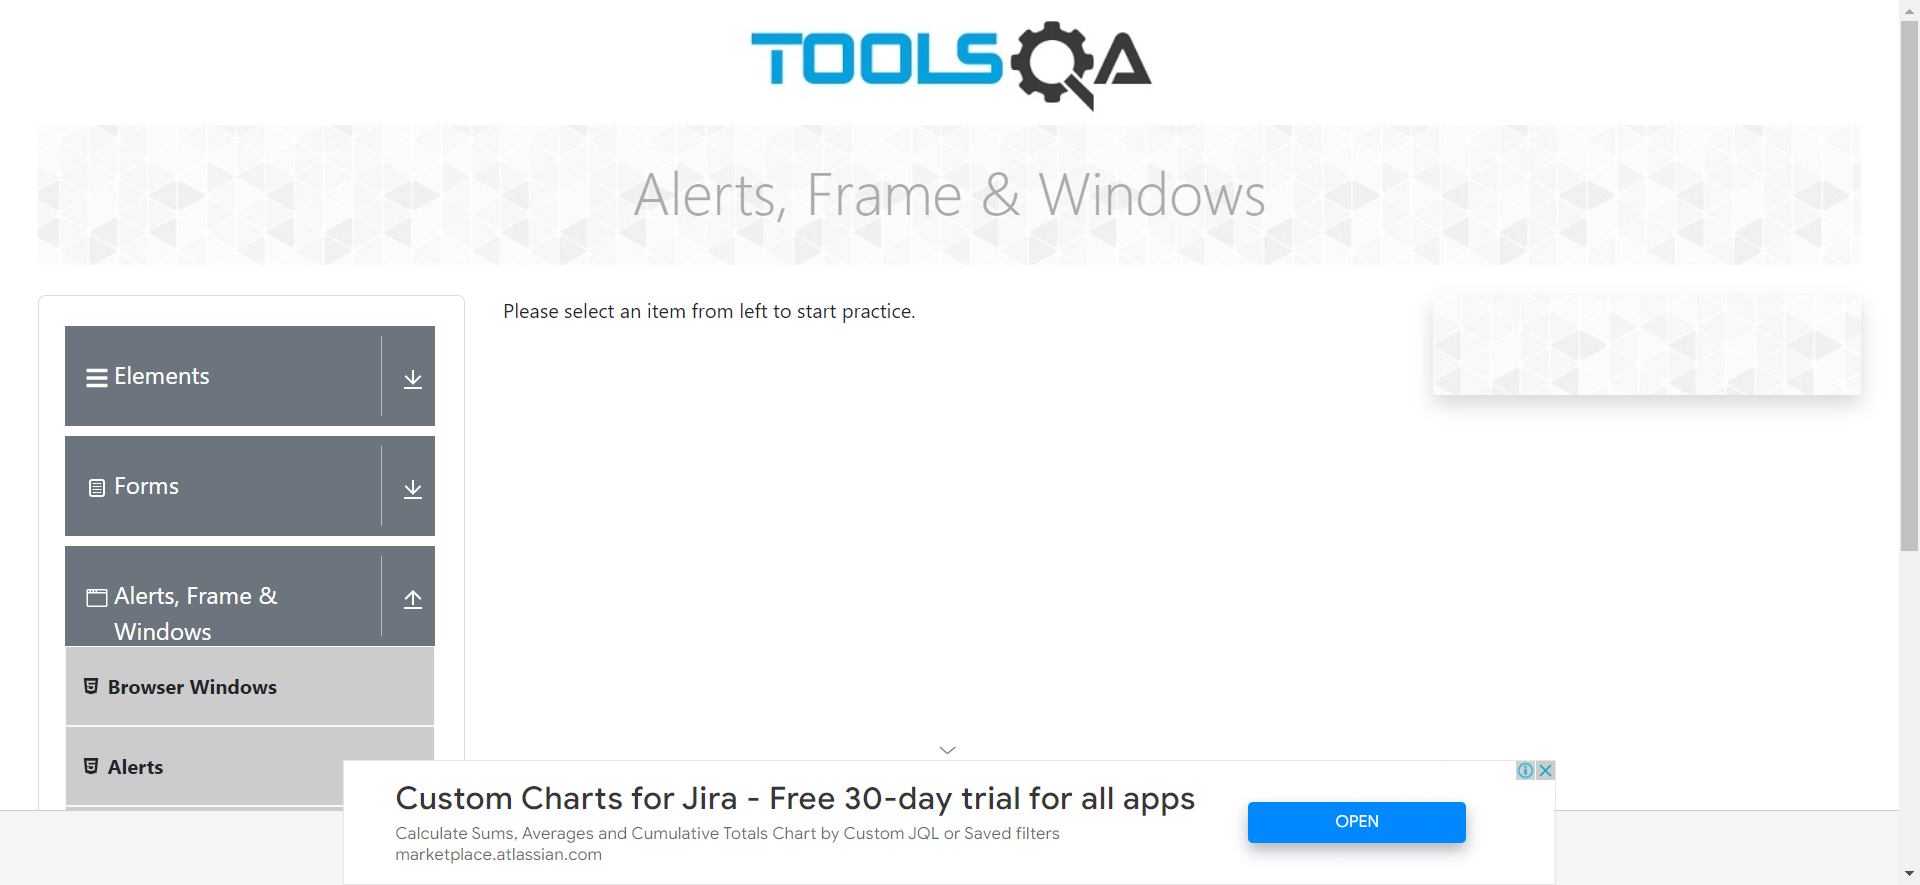 TOOLSQA
Alerts, Frame & Windows
Please select an item from left to start practice.
Elements
Forms
Alerts, Frame &
Windows
Browser Windows
Alerts
Custom Charts for Jira - Free 30-day trial for all apps
Calculate Sums, Averages and Cumulative Totals Chart by Custom JQL or Saved filters
marketplace.atlassian.com
OPEN